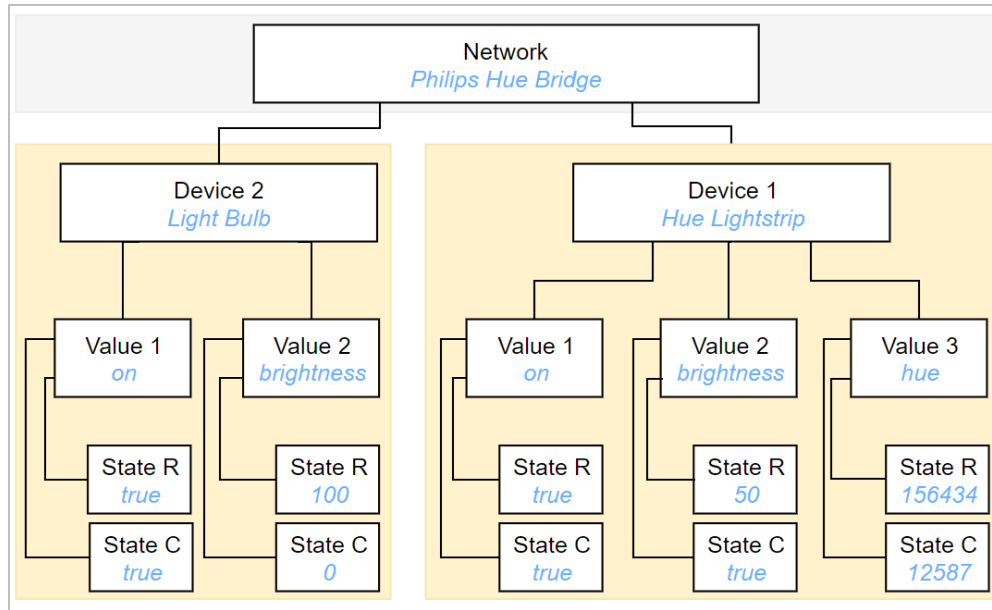 Network
Philips Hue Bridge
Device 2
Light Bulb
Device 1
Hue Lightstrip
Value 1
on
Value 2
brightness
Value 1
on
Value 2
brightness
Value 3
hue
State R
true
State R
100
State R
true
State R
50
State R
156434
State C
true
State C
0
State C
true
State C
true
State C
12587